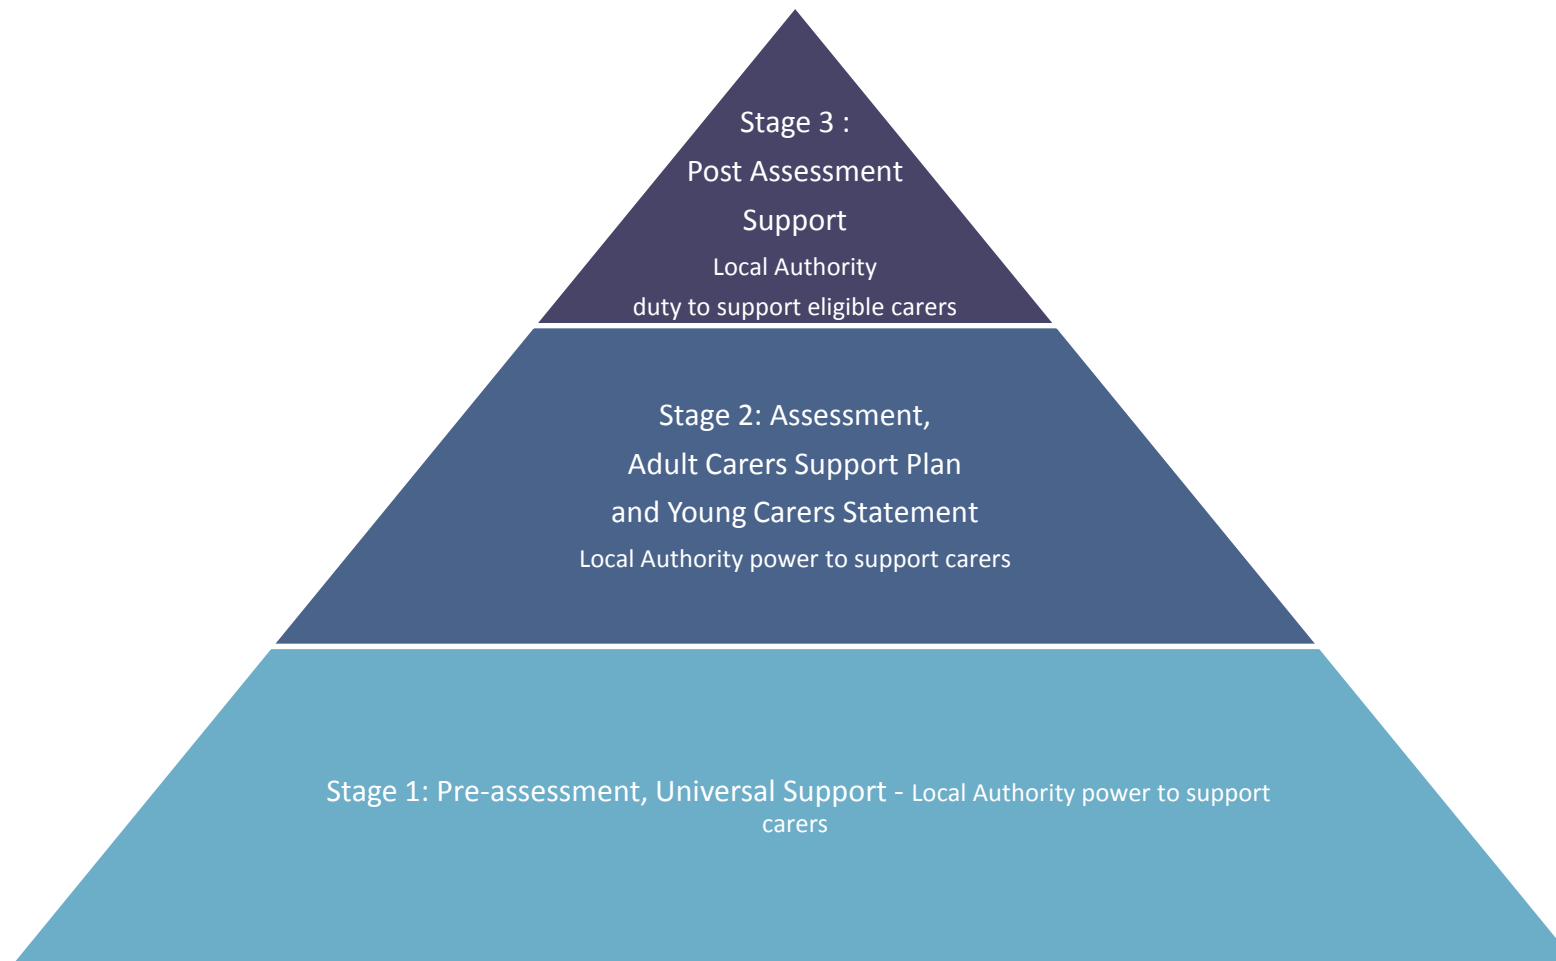 Stage 3 :
Post Assessment
Support
Local Authority
duty to support eligible carers
Stage 2: Assessment,
Adult Carers Support Plan
and Young Carers Statement
Local Authority power to support carers
Stage 1: Pre-assessment, Universal Support - Local Authority power to support
carers